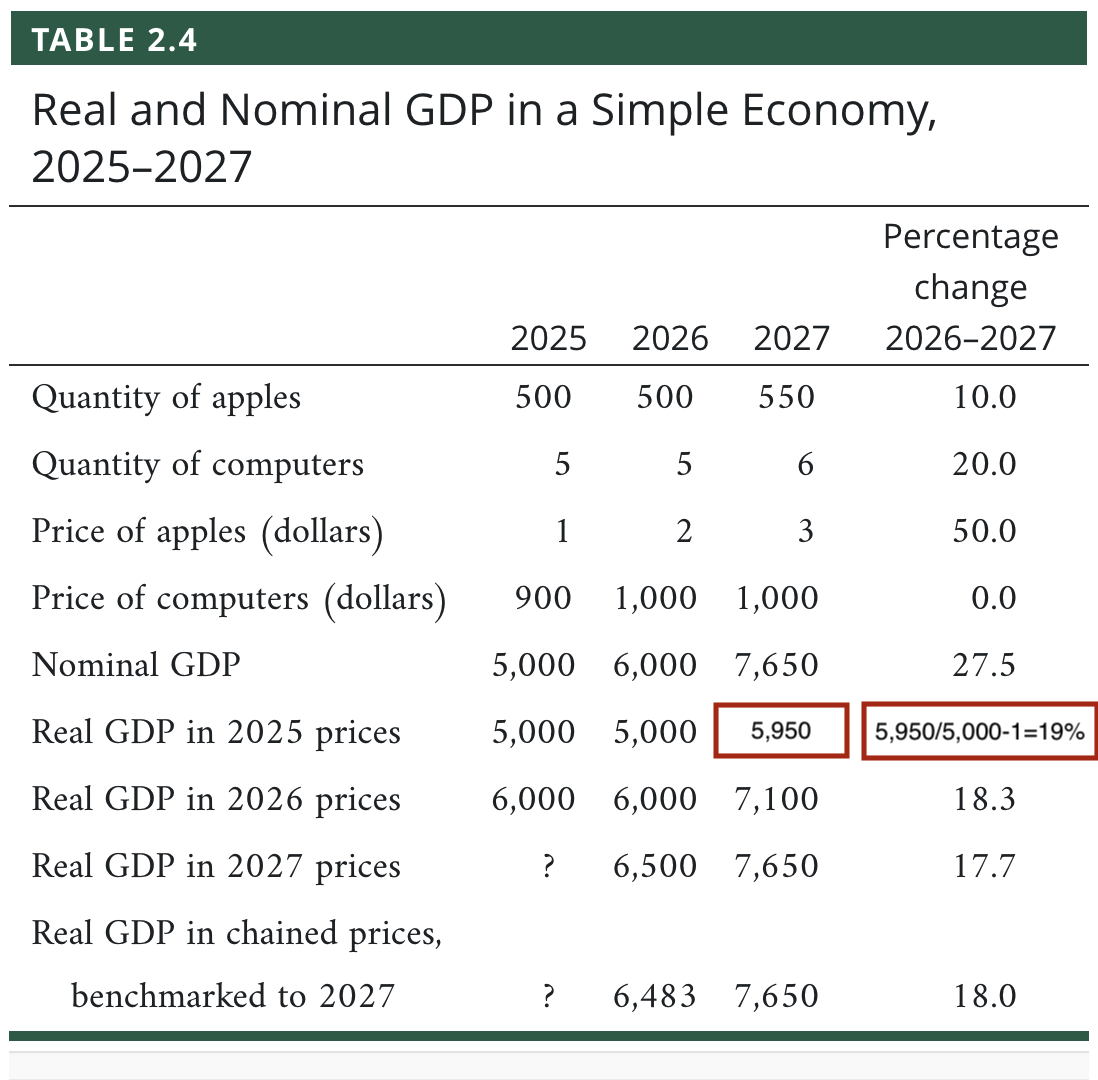 TABLE 2.4
Real and Nominal GDP in a Simple Economy,
2025–2027
Percentage
change
2025 2026 2027 2026–2027
Quantity of apples 500 500 550 10.0
Quantity of computers 5 5 6 20.0
Price of apples (dollars) 1 2 3 50.0
Price of computers (dollars) 900 1,000 1,000 0.0
Nominal GDP 5,000 6,000 7,650 27.5
Real GDP in 2025 prices 5,000 5,000 5,950 5,950/5,000-1=19%
Real GDP in 2026 prices 6,000 6,000 7,100 18.3
Real GDP in 2027 prices ? 6,500 7,650 17.7
Real GDP in chained prices,
benchmarked to 2027 ? 6,483 7,650 18.0